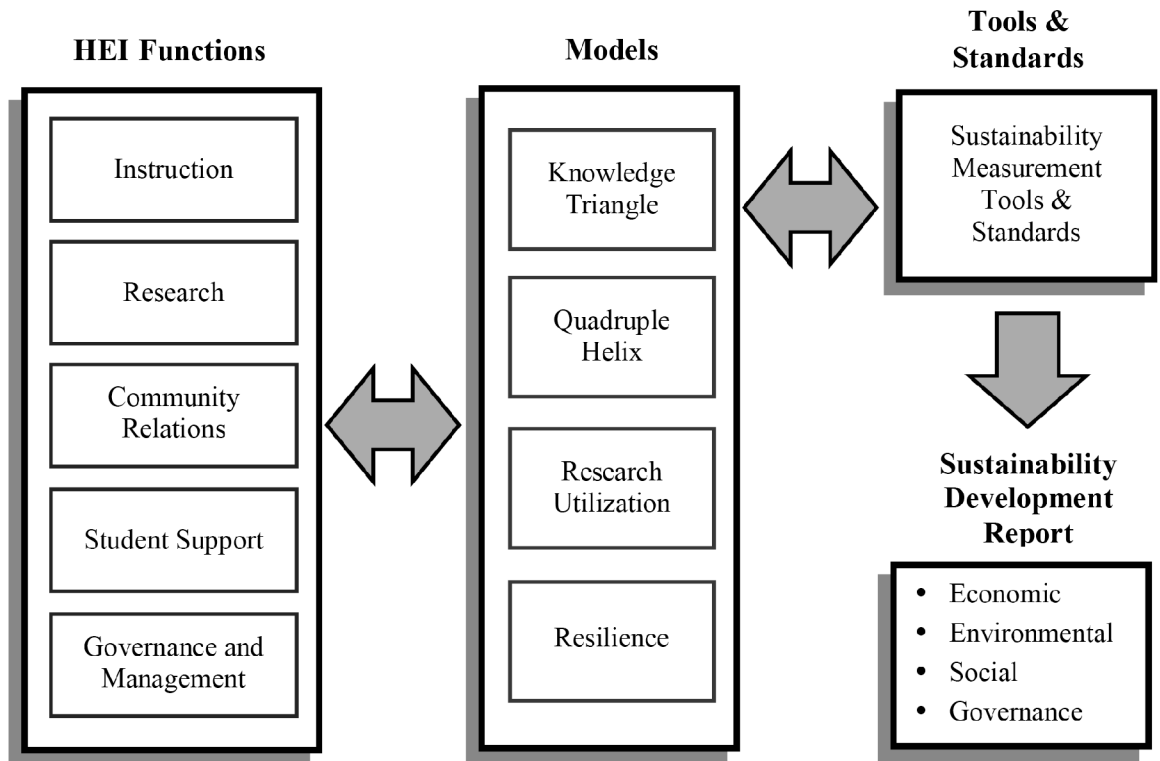 HEI Functions
Instruction
Research
Community
Relations
Student Support
Governance and
Management
Models
Knowledge
Triangle
Quadruple
Helix
Research
Utilization
Resilience
Tools &
Standards
Sustainability
Measurement
Tools &
Standards
Sustainability
Development
Report
• Economic
• Environmental
• Social
• Governance